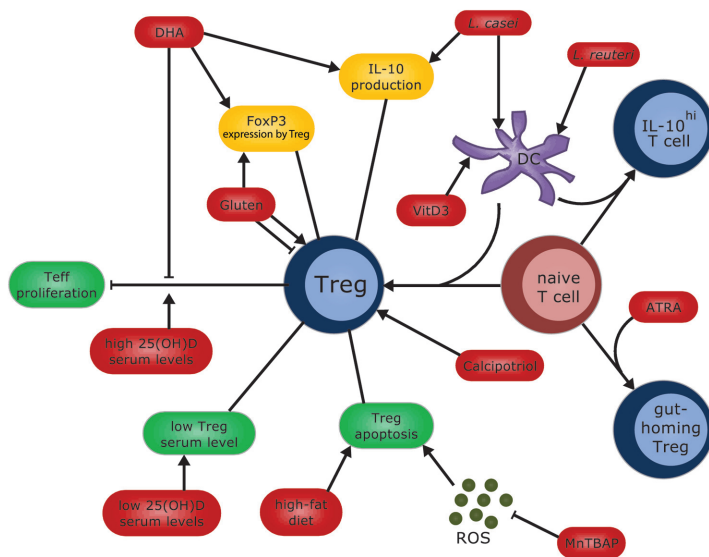 DHA
L. casei
L. reuteri
IL-10
production
IL-10hi
T cell
FoxP3
expression by Treg
DC
VitD3
Gluten
Treg
naive
T cell
Teff
proliferation
ATRA
high 25(OH)D
serum levels
Calcipotriol
low Treg
serum level
Treg
apoptosis
gut-
homing
Treg
low 25(OH)D
serum levels
high-fat
diet
ROS
MnTBAP